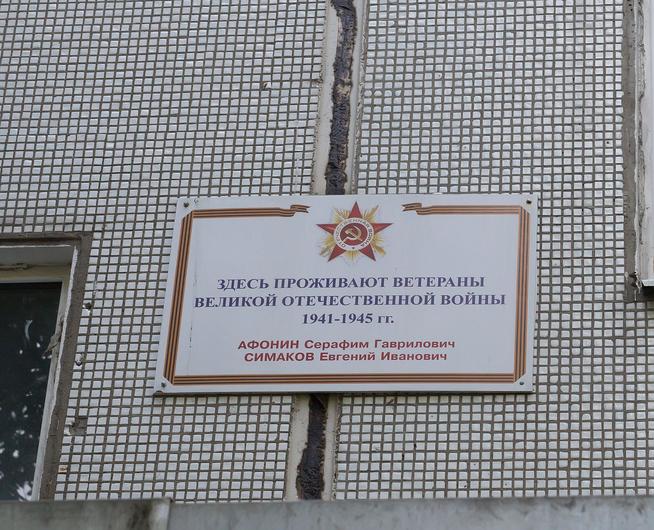 ЗДЕСЬ ПРОЖИВАЮТ ВЕТЕРАНЫ
ВЕЛИКОЙ ОТЕЧЕСТВЕННОЙ ВОЙНЫ
1941-1945 гг.
АФОНИН Серафим Гаврилович
СИМАКОВ Евгений Иванович